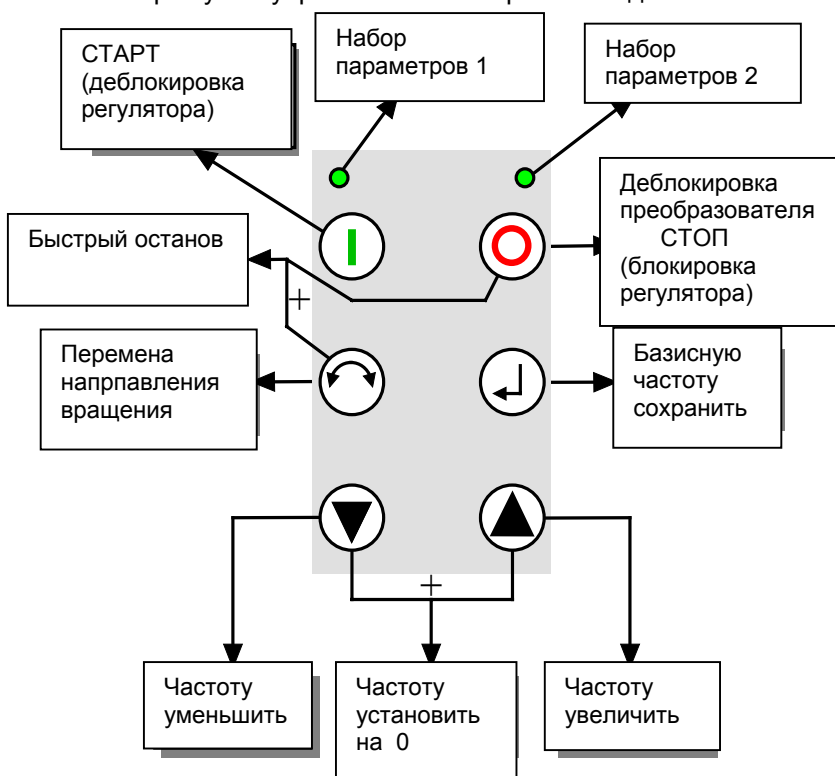 СТАРТ
(деблокировка
регулятора)
Набор
параметров 1
Набор
параметров 2
Быстрый останов
Деблокировка
преобразователя
СТОП
(блокировка
регулятора)
+
Перемена
напрпавления
вращения
Базисную
частоту
сохранить
+
Частоту
уменьшить
Частоту
установить
на 0
Частоту
увеличить